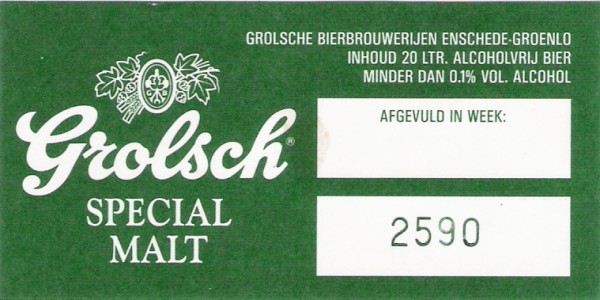 GROLSCHE BIERBROUWERIJEN ENSCHEDE-GROENLO
INHOUD 20 LTR. ALCOHOLVRIJ BIER
MINDER DAN 0.1% VOL. ALCOHOL
Grolsch®
SPECIAL
MALT
AFGEVULD IN WEEK:
2590